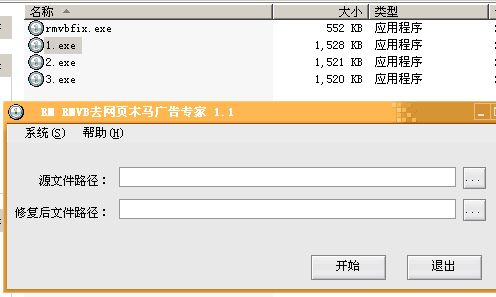 名称 大小 类型
rmvbfix.exe 552 KB 应用程序
1.exe 1,528 KB 应用程序
2.exe 1,521 KB 应用程序
3.exe 1,520 KB 应用程序
RM RMVB去网页木马广告专家 1.1
系统(S) 帮助(H)
源文件路径： ...
修复后文件路径： ...
开始 退出